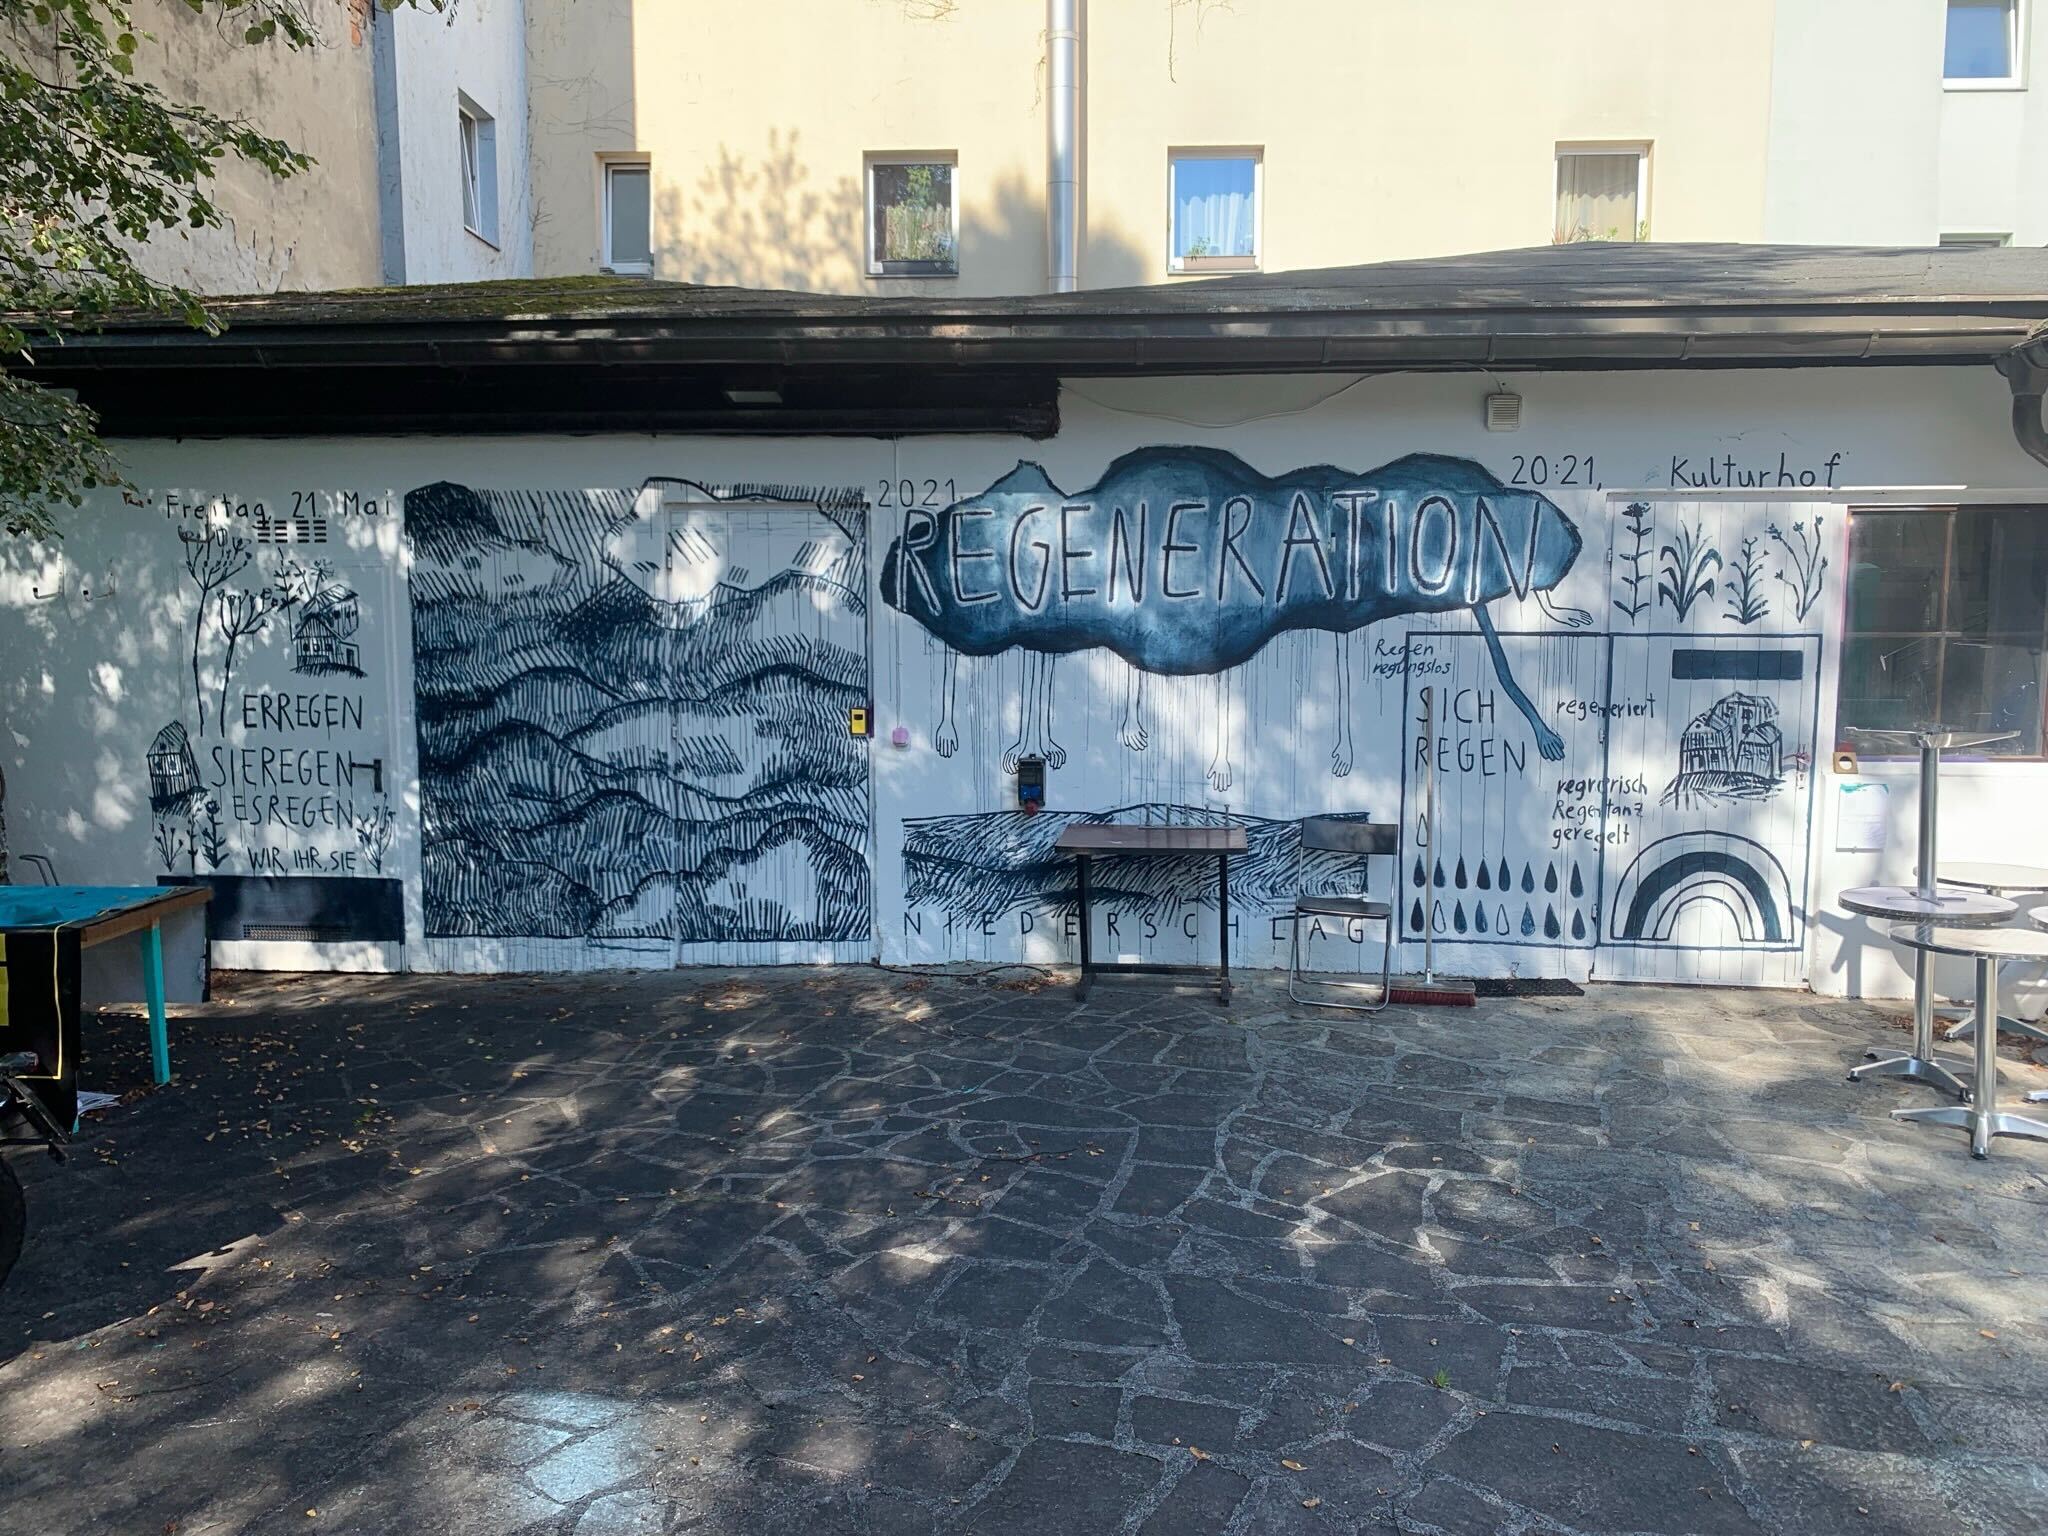 Freitag, 21. Mai
2021
20:21, Kulturhof
REGENERATION
ERREGEN
SIEREGEN
ESREGEN
WIR, IHR, SIE
NIEDERSCHLAG
Regen
regungslos
SICH
REGEN
regeneriert
regnerisch
Regentanz
geregelt